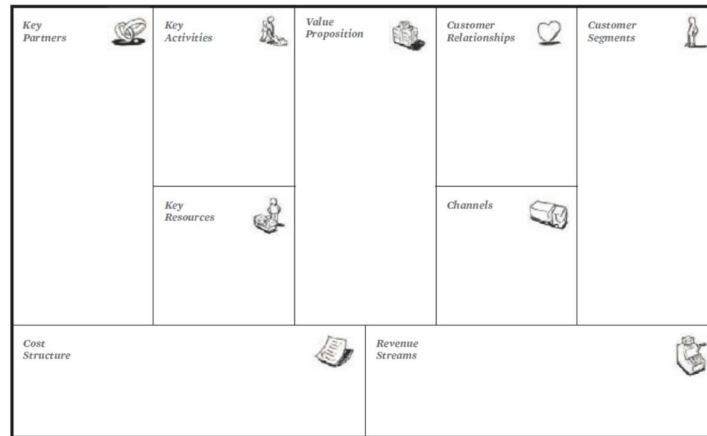 Key
Partners
Key
Activities
Value
Proposition
Customer
Relationships
Customer
Segments
Key
Resources
Channels
Cost
Structure
Revenue
Streams